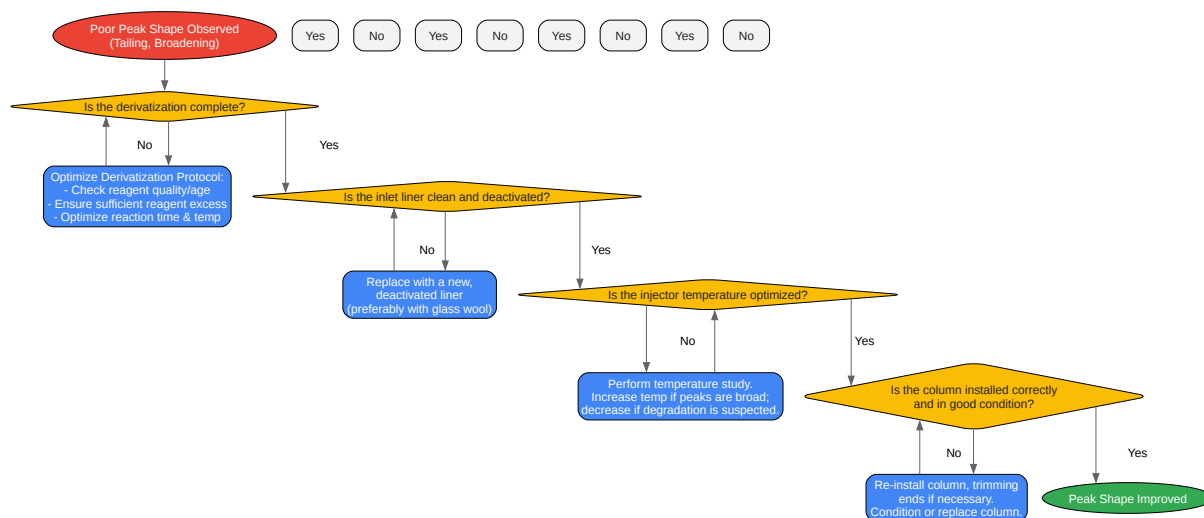 Poor Peak Shape Observed
(Tailing, Broadening)
Yes
No
Yes
No
Yes
No
Yes
No
Is the derivatization complete?
No
Yes
Optimize Derivatization Protocol:
- Check reagent quality/age
- Ensure sufficient reagent excess
- Optimize reaction time & temp
Is the inlet liner clean and deactivated?
No
Yes
Replace with a new,
deactivated liner
(preferably with glass wool)
Is the injector temperature optimized?
No
Yes
Perform temperature study.
Increase temp if peaks are broad;
decrease if degradation is suspected.
Is the column installed correctly
and in good condition?
No
Yes
Re-install column, trimming
ends if necessary.
Condition or replace column.
Peak Shape Improved